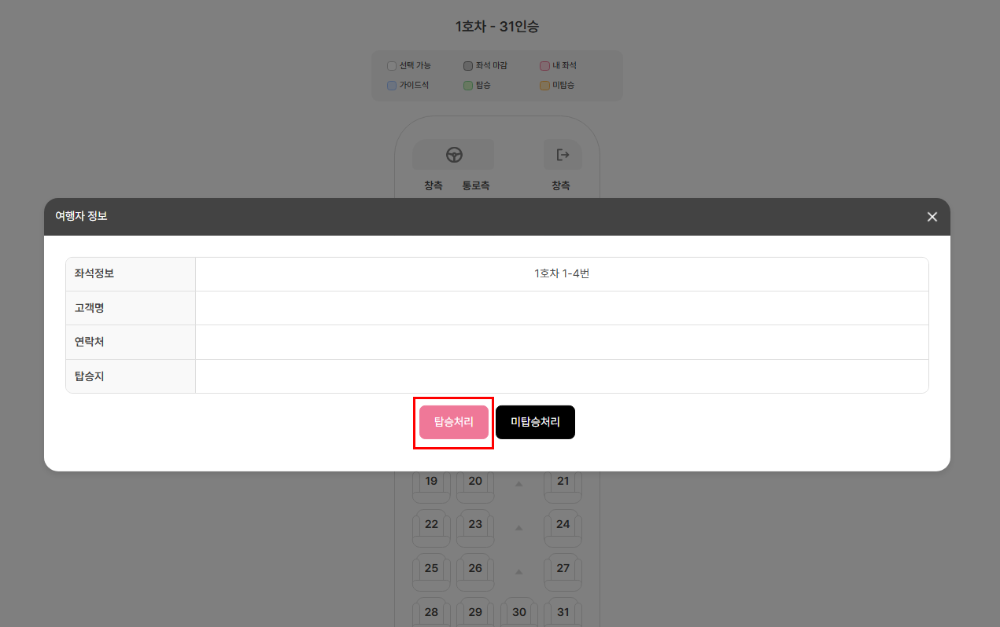 1호차 - 31인승
선택 가능 좌석 마감 내 좌석
가이드석 탑승 미탑승
창측 통로측 창측
여행자 정보
좌석정보 1호차 1-4번
고객명
연락처
탑승지
탑승처리 미탑승처리
19 20 21
22 23 24
25 26 27
28 29 30 31